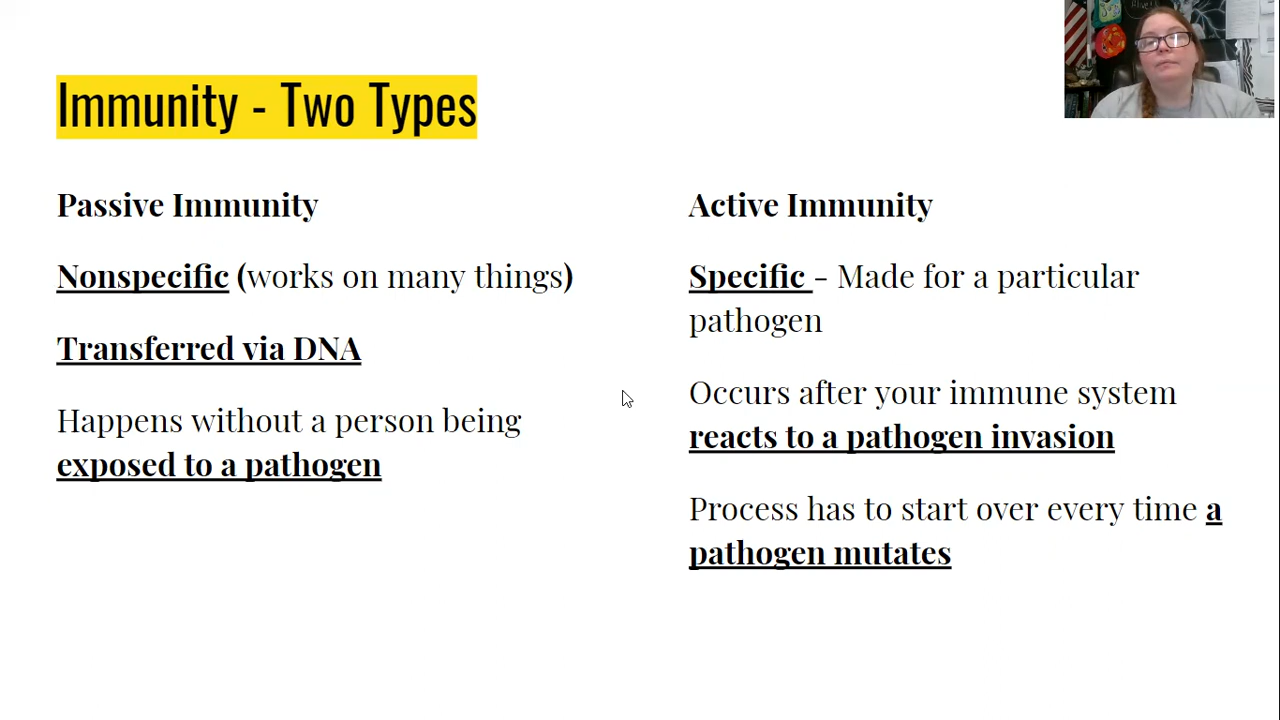 Immunity - Two Types
Passive Immunity
Nonspecific (works on many things)
Transferred via DNA
Happens without a person being
exposed to a pathogen
Active Immunity
Specific - Made for a particular
pathogen
Occurs after your immune system
reacts to a pathogen invasion
Process has to start over every time a
pathogen mutates